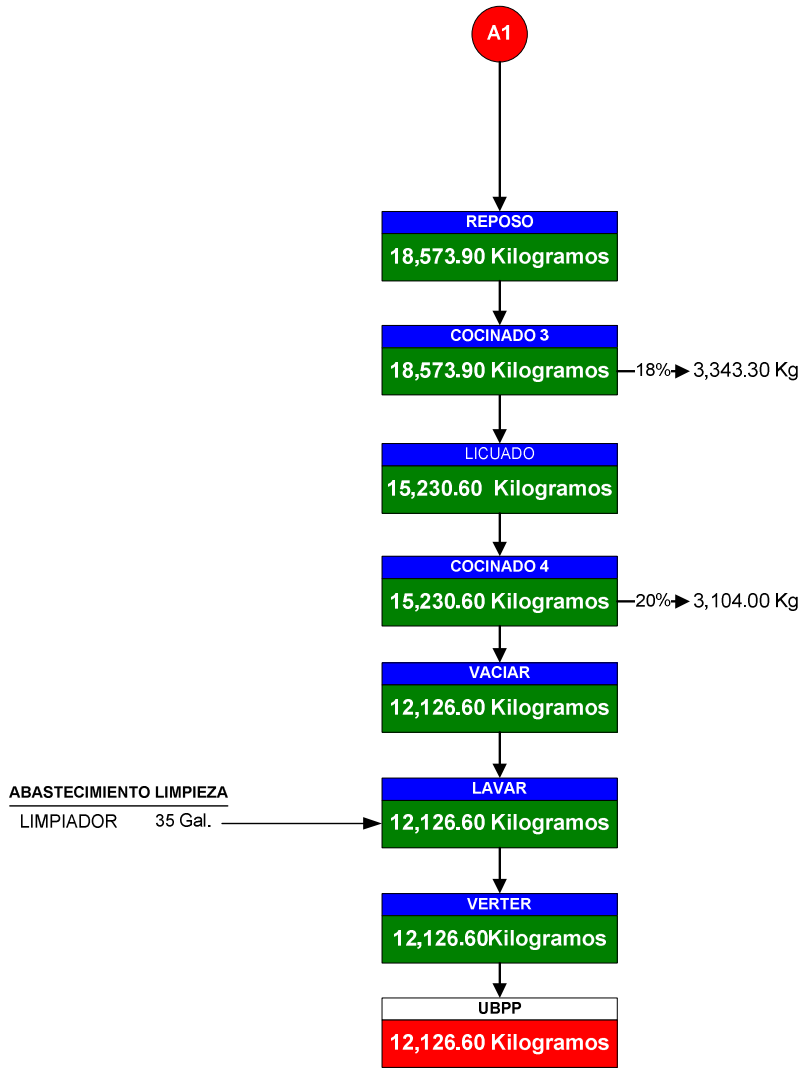 A1
REPOSO
18,573.90 Kilogramos
COCINADO 3
18,573.90 Kilogramos
18%
3,343.30 Kg
LICUADO
15,230.60 Kilogramos
COCINADO 4
15,230.60 Kilogramos
20%
3,104.00 Kg
VACIAR
12,126.60 Kilogramos
ABASTECIMIENTO LIMPIEZA
LIMPIADOR 35 Gal.
LAVAR
12,126.60 Kilogramos
VERTER
12,126.60Kilogramos
UBPP
12,126.60 Kilogramos